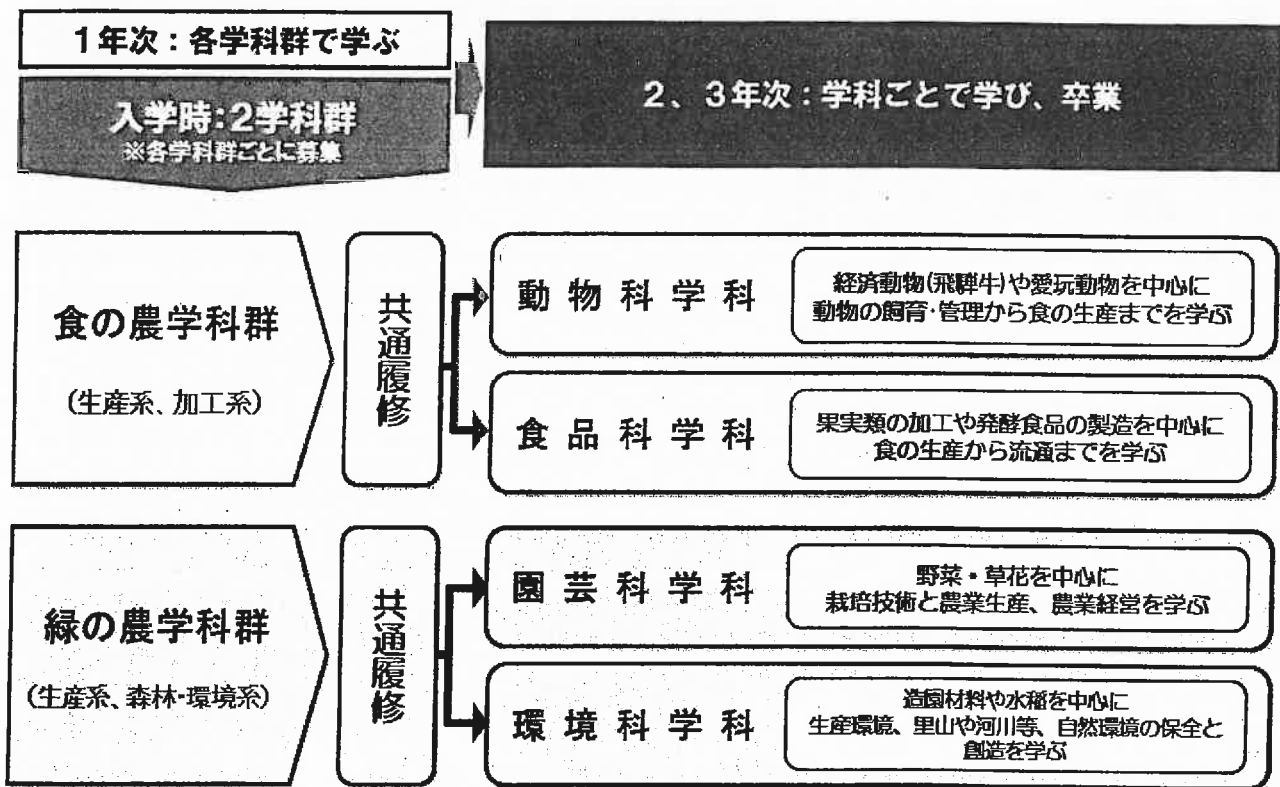 1年次：各学科群で学ぶ
入学時：2学科群
※各学科群ごとに募集
2、3年次：学科ごとで学び、卒業
食の農学科群
(生産系、加工系)
共通履修
動物科学科
経済動物(飛騨牛)や愛玩動物を中心に
動物の飼育・管理から食の生産までを学ぶ
食品科学科
果実類の加工や発酵食品の製造を中心に
食の生産から流通までを学ぶ
緑の農学科群
(生産系、森林・環境系)
共通履修
園芸科学科
野菜・草花を中心に
栽培技術と農業生産、農業経営を学ぶ
環境科学科
造園材料や水稲を中心に
生産環境、里山や河川等、自然環境の保全と
創造を学ぶ